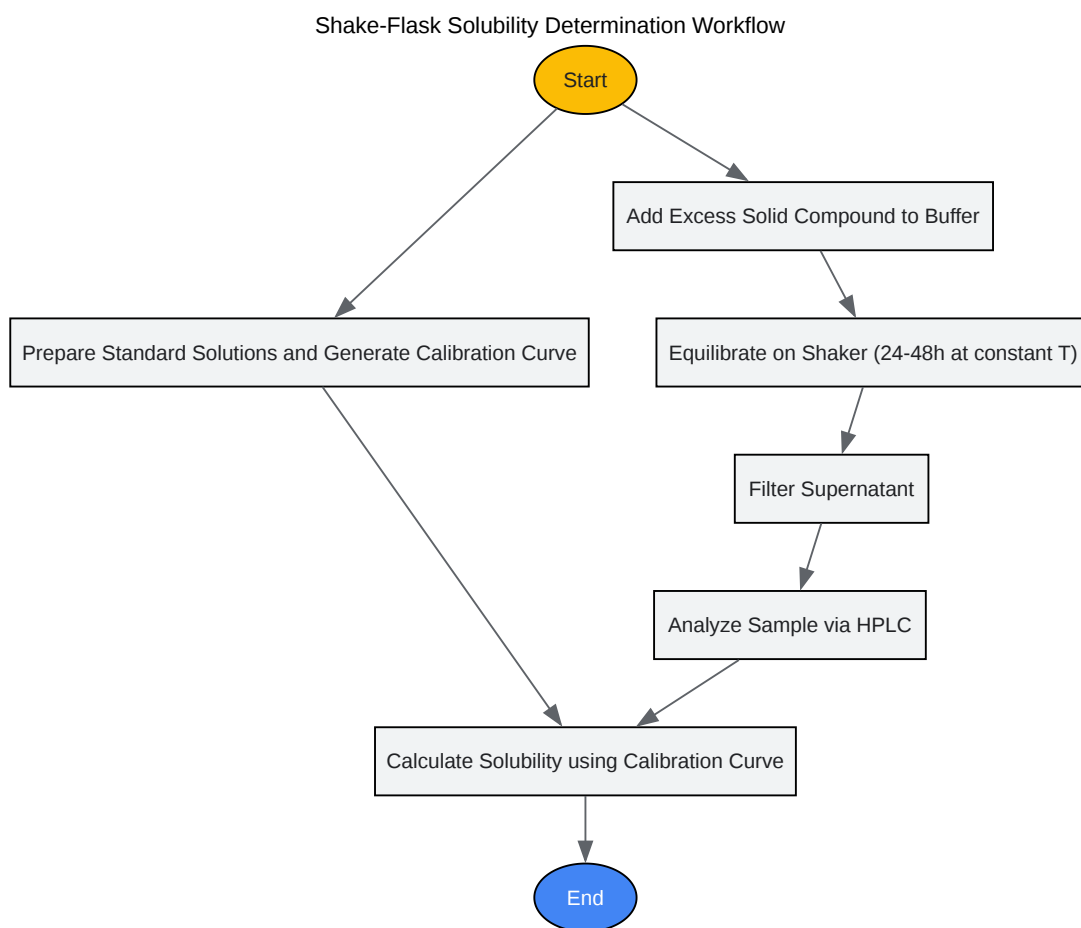 Shake-Flask Solubility Determination Workflow
Start
Add Excess Solid Compound to Buffer
Prepare Standard Solutions and Generate Calibration Curve
Equilibrate on Shaker (24-48h at constant T)
Filter Supernatant
Analyze Sample via HPLC
Calculate Solubility using Calibration Curve
End